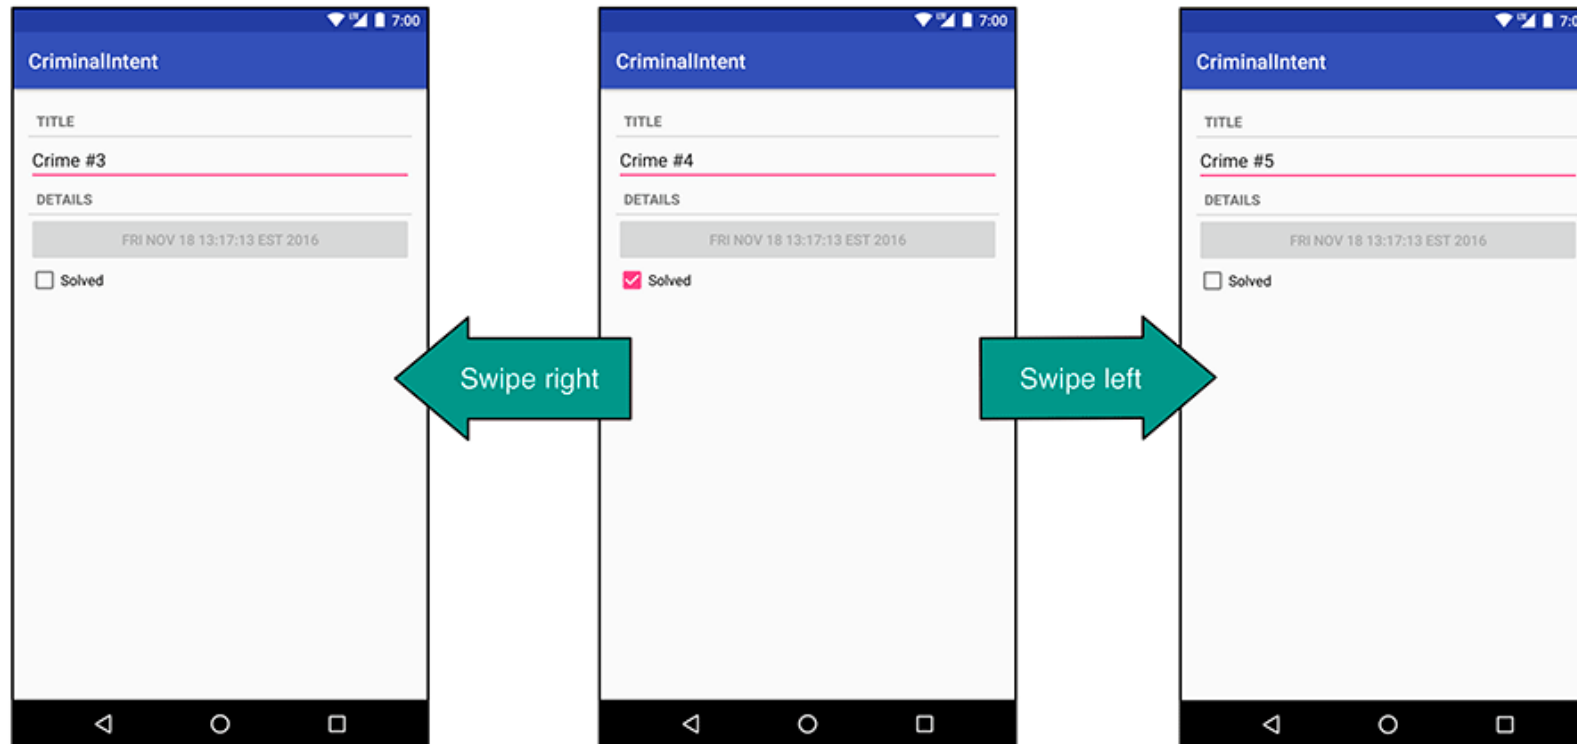 7:00
CriminalIntent
TITLE
Crime #3
DETAILS
FRI NOV 18 13:17:13 EST 2016
Solved
Swipe right
7:00
CriminalIntent
TITLE
Crime #4
DETAILS
FRI NOV 18 13:17:13 EST 2016
Solved
Swipe left
7:0
CriminalIntent
TITLE
Crime #5
DETAILS
FRI NOV 18 13:17:13 EST 2016
Solved